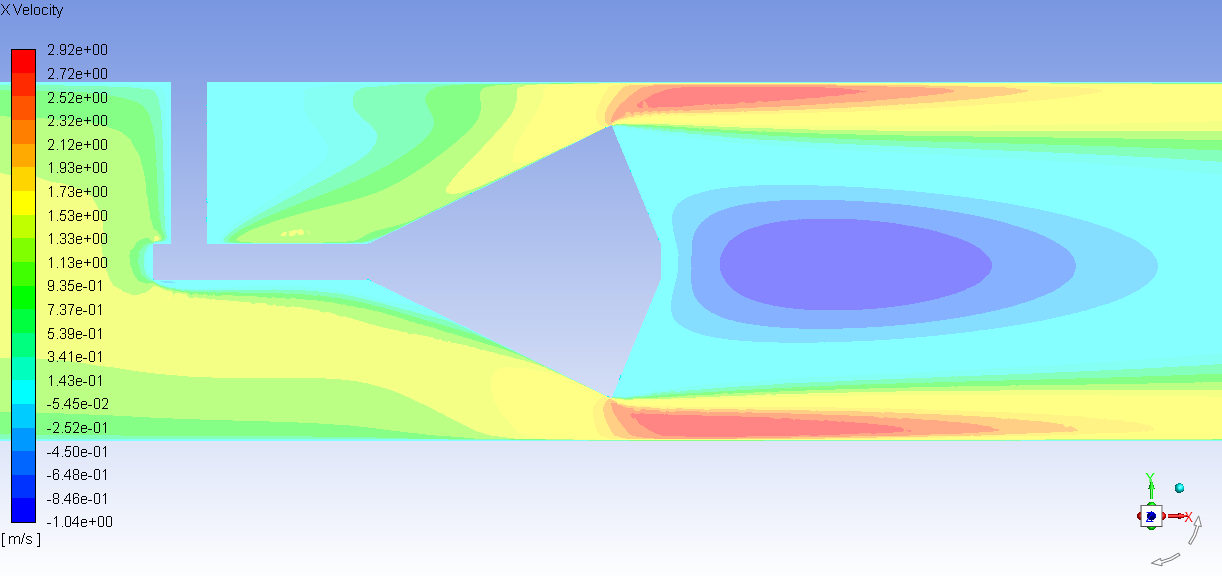 X Velocity
2.92e+00
2.72e+00
2.52e+00
2.32e+00
2.12e+00
1.93e+00
1.73e+00
1.53e+00
1.33e+00
1.13e+00
9.35e-01
7.37e-01
5.39e-01
3.41e-01
1.43e-01
-5.45e-02
-2.52e-01
-4.50e-01
-6.48e-01
-8.46e-01
-1.04e+00
[ m/s ]
Y
Z
X